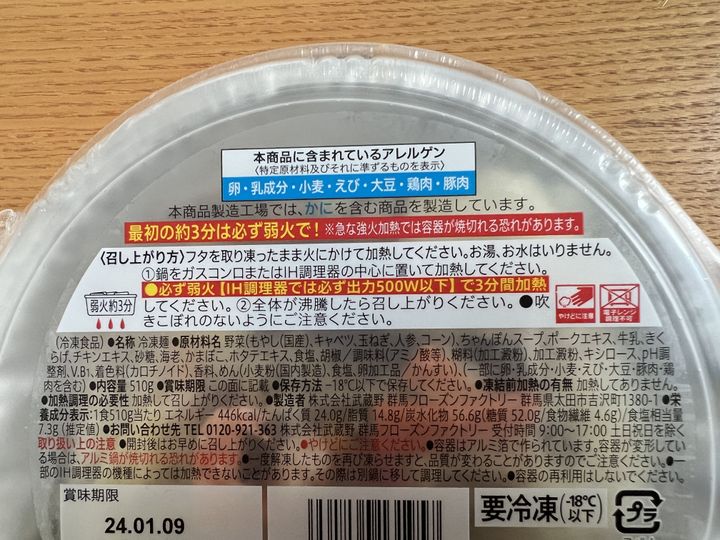 本商品に含まれているアレルゲン
〈特定原材料及びそれに準ずるものを表示〉
卵・乳成分・小麦・えび・大豆・鶏肉・豚肉
本商品製造工場では、かにを含む商品を製造しています。
最初の約3分は必ず弱火で！ ※急な強火加熱では容器が焼切れる恐れがあります。
〈召し上がり方〉フタを取り凍ったまま火にかけて加熱してください。お湯、お水はいりません。
①鍋をガスコンロまたはIH調理器の中心に置いて加熱してください。
●必ず弱火【IH調理器では必ず出力500W以下】で3分間加熱
してください。②全体が沸騰したら召し上がりください。●吹
きこぼれのないようにご注意ください。
弱火約3分
やけどに注意
電子レンジ調理不可
(冷凍食品)●名称 冷凍麺 ●原材料名 野菜(もやし(国産)、キャベツ、玉ねぎ、人参、コーン)、ちゃんぽんスープ、ポークエキス、牛乳、きく
らげ、チキンエキス、砂糖、海老、かまぼこ、ホタテエキス、食塩、胡椒／調味料(アミノ酸等)、糊料(加工澱粉)、加工澱粉、キシロース、pH調
整剤、V.B₁、着色料(カロチノイド)、香料、めん(小麦粉(国内製造)、食塩、卵加工品／かんすい)、(一部に卵・乳成分・小麦・えび・大豆・豚肉・鶏
肉を含む) ●内容量 510g ●賞味期限 この面に記載 ●保存方法 −18℃以下で保存してください。 ●凍結前加熱の有無 加熱してありません。
●加熱調理の必要性 加熱して召し上がりください。●製造者 株式会社武蔵野 群馬フローズンファクトリー 群馬県太田市吉沢町1380-1 ●栄
養成分表示:1食510g当たり エネルギー 446kcal/たんぱく質 24.0g/脂質 14.8g/炭水化物 56.6g(糖質 52.0g/食物繊維 4.6g)/食塩相当量
7.3g (推定値) ●お問い合わせ先 TEL 0120-921-363 株式会社武蔵野 群馬フローズンファクトリー 受付時間 9:00〜17:00 土日祝日を除く
取り扱い上の注意 ●開封後はお早めに召し上がりください。●やけどにご注意ください。●容器はアルミ箔で作られています。容器が変形してい
る場合は、アルミ鍋が焼切れる恐れがあります。●一度解凍したものを再び凍らせますと、品質が変わることがありますのでご注意ください。●一部
のIH調理器の機種によっては加熱できないことがあります。その際は別鍋に移して調理してください。●容器の再利用はしないでください。
賞味期限
24.01.09
要冷凍(-18℃以下)
プラ